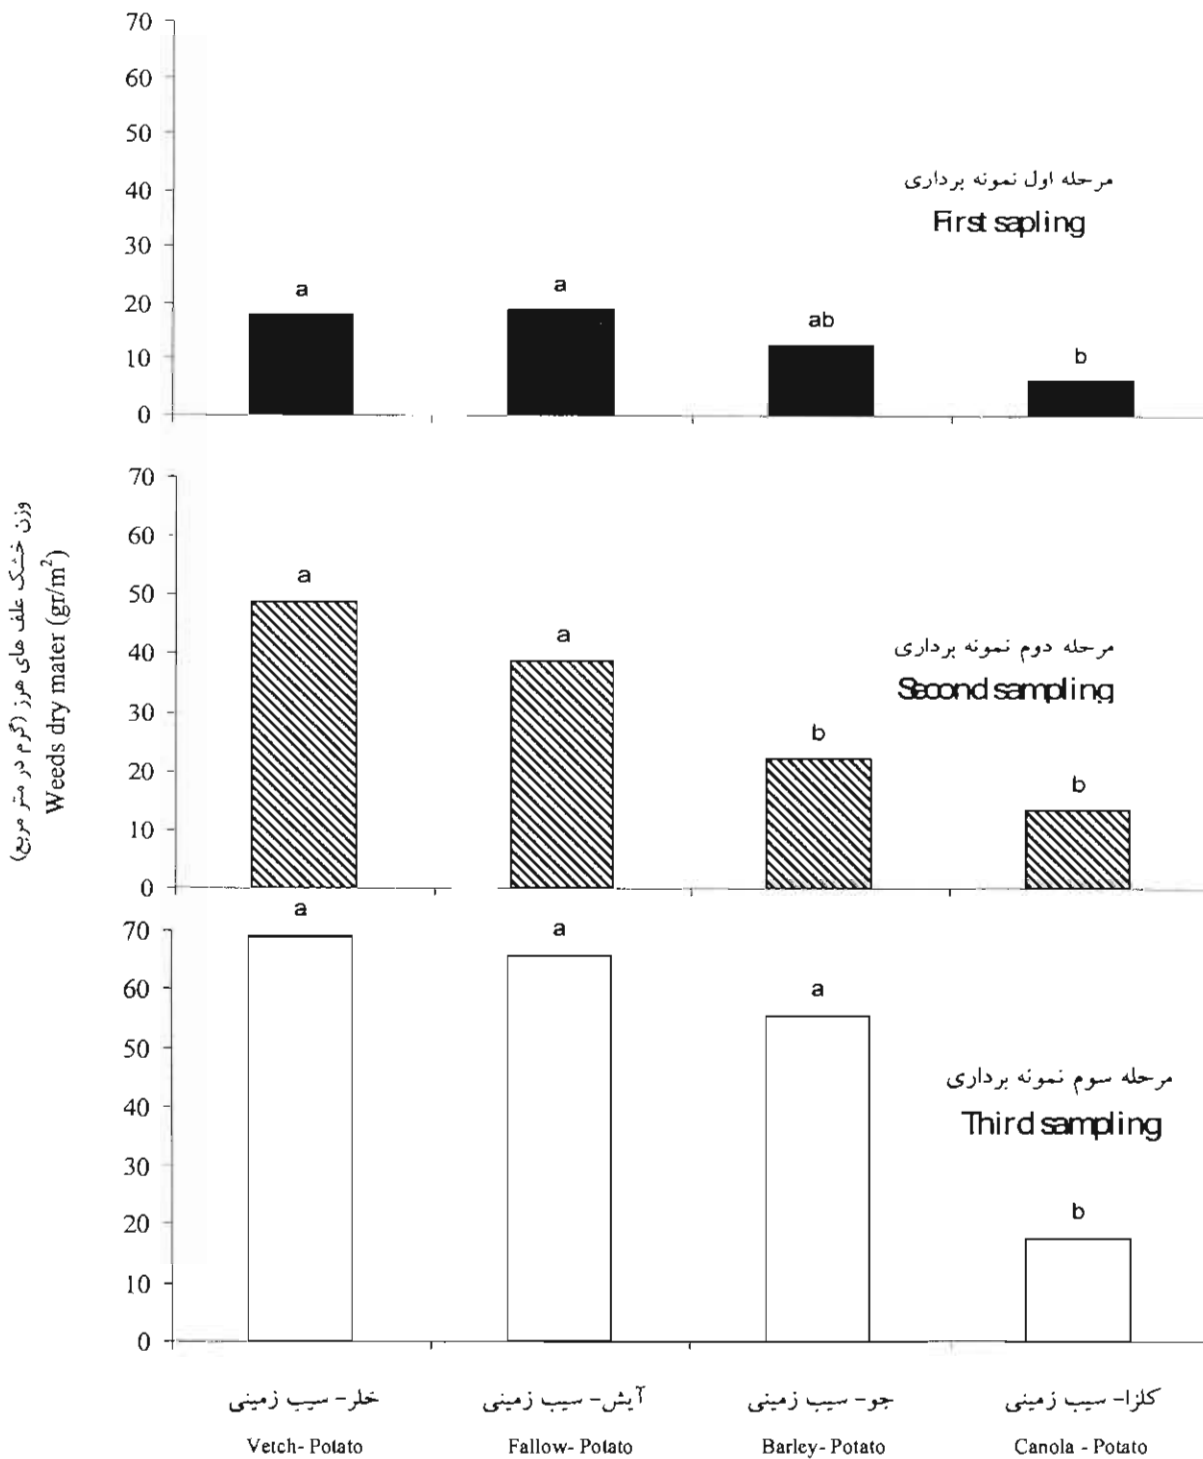 70
60
50
40
30
20
10
0
مرحله اول نمونه برداری
First sapling
a
a
ab
b
70
60
50
40
30
20
10
0
مرحله دوم نمونه برداری
Second sampling
a
a
b
b
وزن خشک علف های هرز (گرم در متر مربع)
Weeds dry mater (gr/m²)
70
60
50
40
30
20
10
0
مرحله سوم نمونه برداری
Third sampling
a
a
a
b
خلر- سیب زمینی
آیش- سیب زمینی
جو- سیب زمینی
کلزا- سیب زمینی
Vetch- Potato
Fallow- Potato
Barley- Potato
Canola - Potato